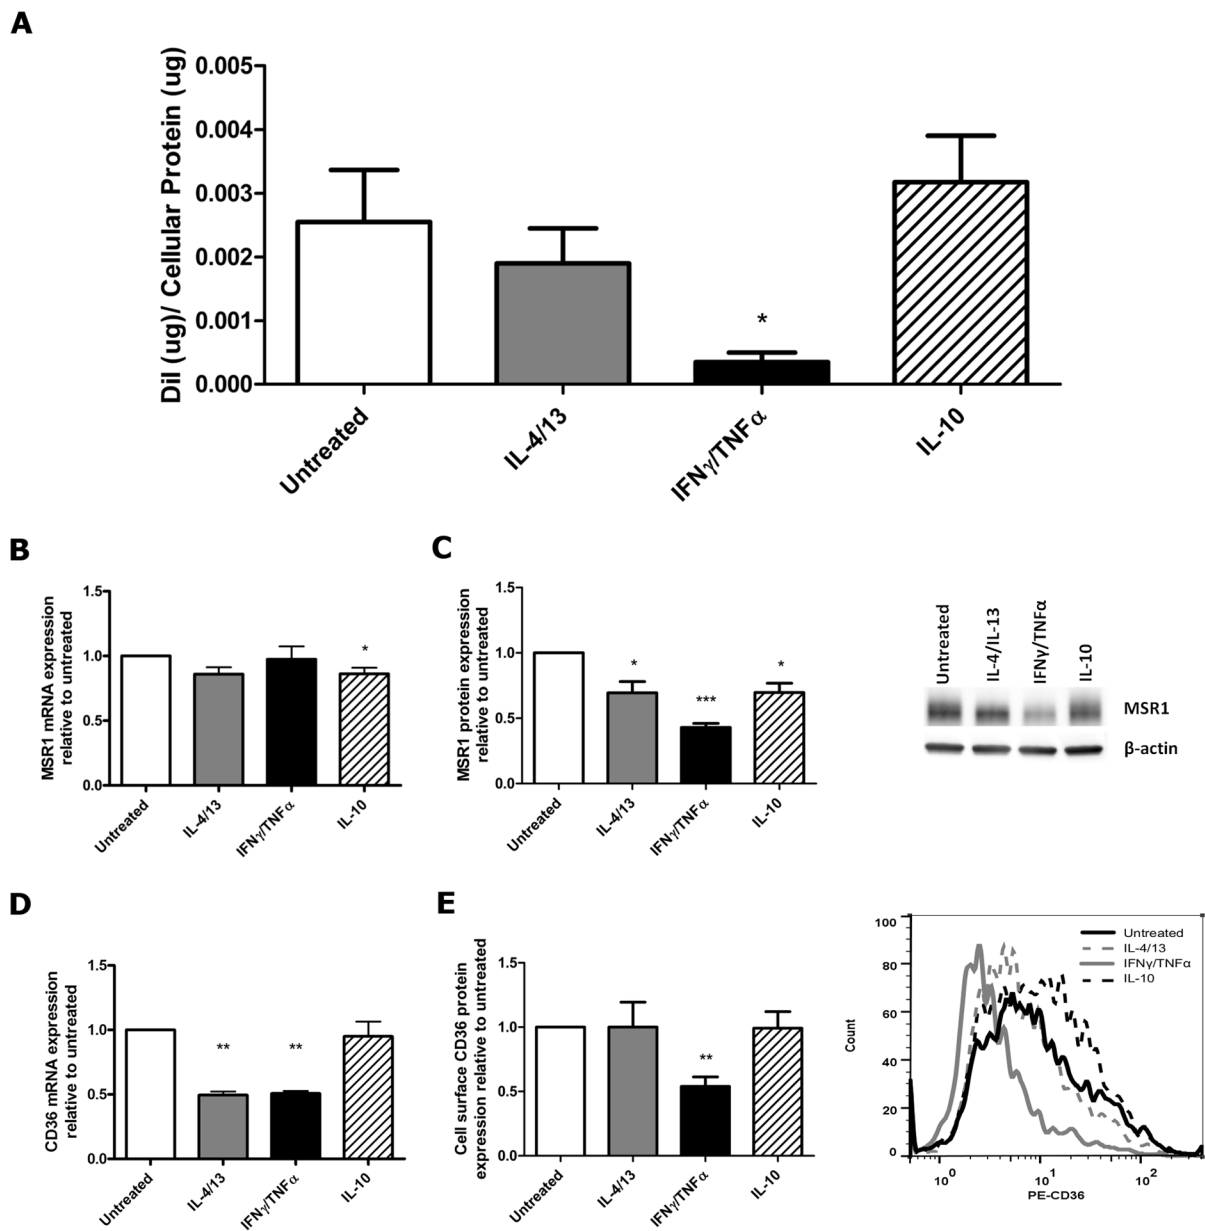 A
Dil (ug)/ Cellular Protein (ug)
0.005
0.004
0.003
0.002
0.001
0.000
*
Untreated
IL-4/13
IFNγ/TNFα
IL-10
B
MSR1 mRNA expression
relative to untreated
1.5
1.0
0.5
0.0
*
Untreated
IL-4/13
IFNγ/TNFα
IL-10
C
MSR1 protein expression
relative to untreated
1.5
1.0
0.5
0.0
*
***
*
Untreated
IL-4/13
IFNγ/TNFα
IL-10
Untreated
IL-4/IL-13
IFNγ/TNFα
IL-10
MSR1
β-actin
D
CD36 mRNA expression
relative to untreated
1.5
1.0
0.5
0.0
**
**
Untreated
IL-4/13
IFNγ/TNFα
IL-10
E
Cell surface CD36 protein
expression relative to untreated
1.5
1.0
0.5
0.0
**
Untreated
IL-4/13
IFNγ/TNFα
IL-10
Count
100
80
60
40
20
0
Untreated
IL-4/13
IFNγ/TNFα
IL-10
10⁰
10¹
10²
PE-CD36